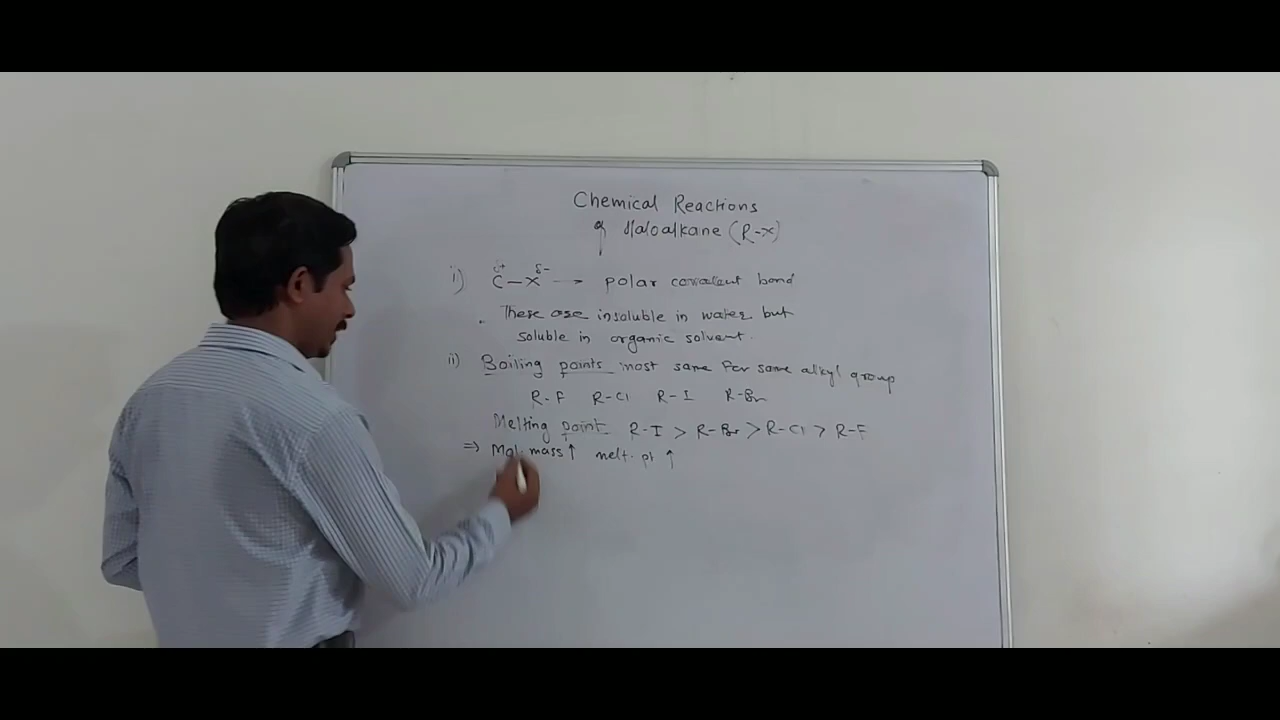 Chemical Reactions
of Haloalkane (R-X)
i) C^δ+ — X^δ- → polar covalent bond
. These are insoluble in water but
soluble in organic solvent.
ii) Boiling points most same for same alkyl group
R-F R-Cl R-I R-Br
Melting point R-I > R-Br > R-Cl > R-F
⇒ Mol. mass ↑ melt. pt ↑